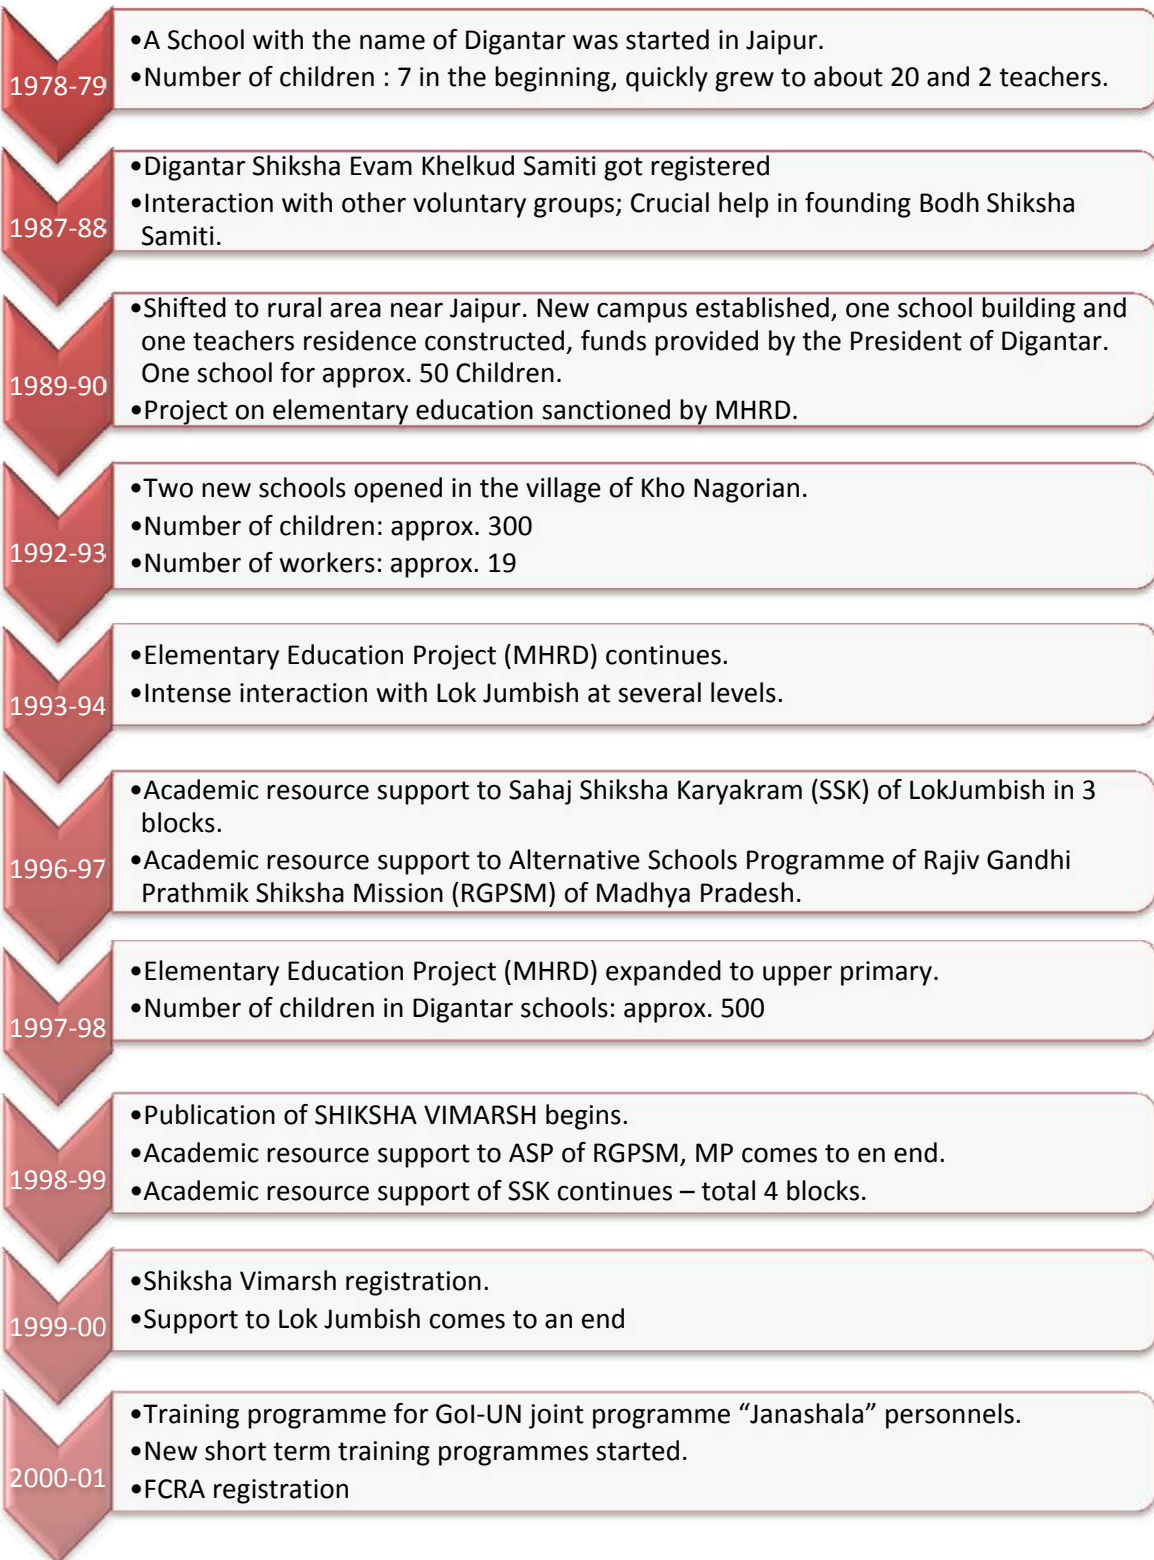 1978-79
•A School with the name of Digantar was started in Jaipur.
•Number of children : 7 in the beginning, quickly grew to about 20 and 2 teachers.
1987-88
•Digantar Shiksha Evam Khelkud Samiti got registered
•Interaction with other voluntary groups; Crucial help in founding Bodh Shiksha
Samiti.
1989-90
•Shifted to rural area near Jaipur. New campus established, one school building and
one teachers residence constructed, funds provided by the President of Digantar.
One school for approx. 50 Children.
•Project on elementary education sanctioned by MHRD.
1992-93
•Two new schools opened in the village of Kho Nagorian.
•Number of children: approx. 300
•Number of workers: approx. 19
1993-94
•Elementary Education Project (MHRD) continues.
•Intense interaction with Lok Jumbish at several levels.
1996-97
•Academic resource support to Sahaj Shiksha Karyakram (SSK) of LokJumbish in 3
blocks.
•Academic resource support to Alternative Schools Programme of Rajiv Gandhi
Prathmik Shiksha Mission (RGPSM) of Madhya Pradesh.
1997-98
•Elementary Education Project (MHRD) expanded to upper primary.
•Number of children in Digantar schools: approx. 500
1998-99
•Publication of SHIKSHA VIMARSH begins.
•Academic resource support to ASP of RGPSM, MP comes to en end.
•Academic resource support of SSK continues – total 4 blocks.
1999-00
•Shiksha Vimarsh registration.
•Support to Lok Jumbish comes to an end
2000-01
•Training programme for GoI-UN joint programme “Janashala” personnels.
•New short term training programmes started.
•FCRA registration